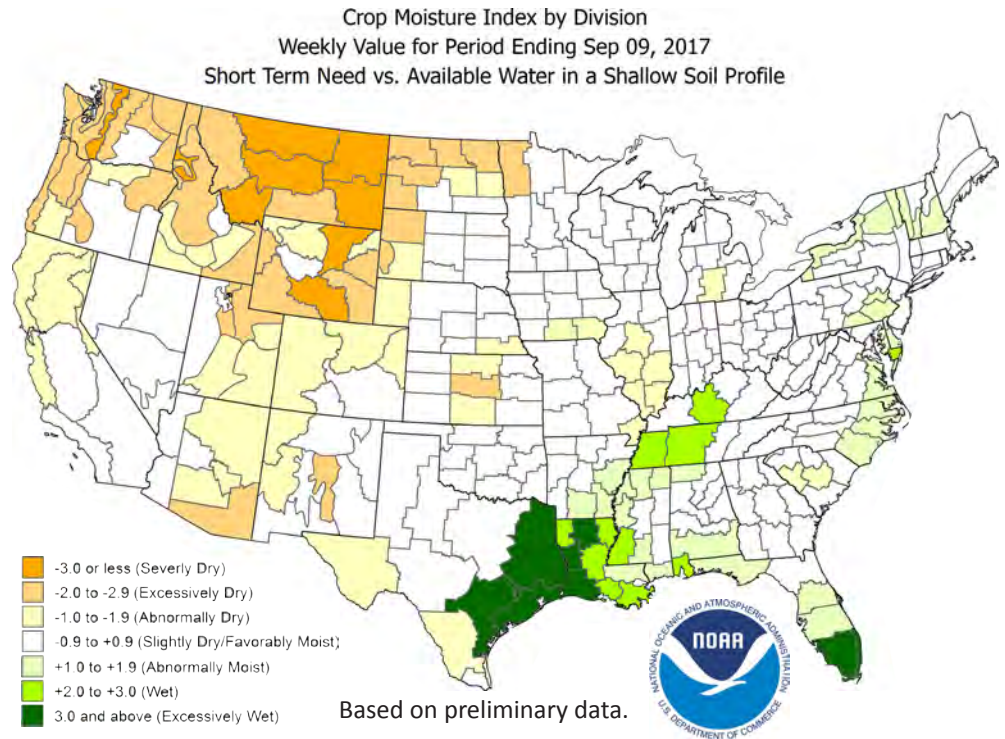 Crop Moisture Index by Division
Weekly Value for Period Ending Sep 09, 2017
Short Term Need vs. Available Water in a Shallow Soil Profile
-3.0 or less (Severly Dry)
-2.0 to -2.9 (Excessively Dry)
-1.0 to -1.9 (Abnormally Dry)
-0.9 to +0.9 (Slightly Dry/Favorably Moist)
+1.0 to +1.9 (Abnormally Moist)
+2.0 to +3.0 (Wet)
3.0 and above (Excessively Wet)
Based on preliminary data.
NATIONAL OCEANIC AND ATMOSPHERIC ADMINISTRATION
NOAA
U.S. DEPARTMENT OF COMMERCE